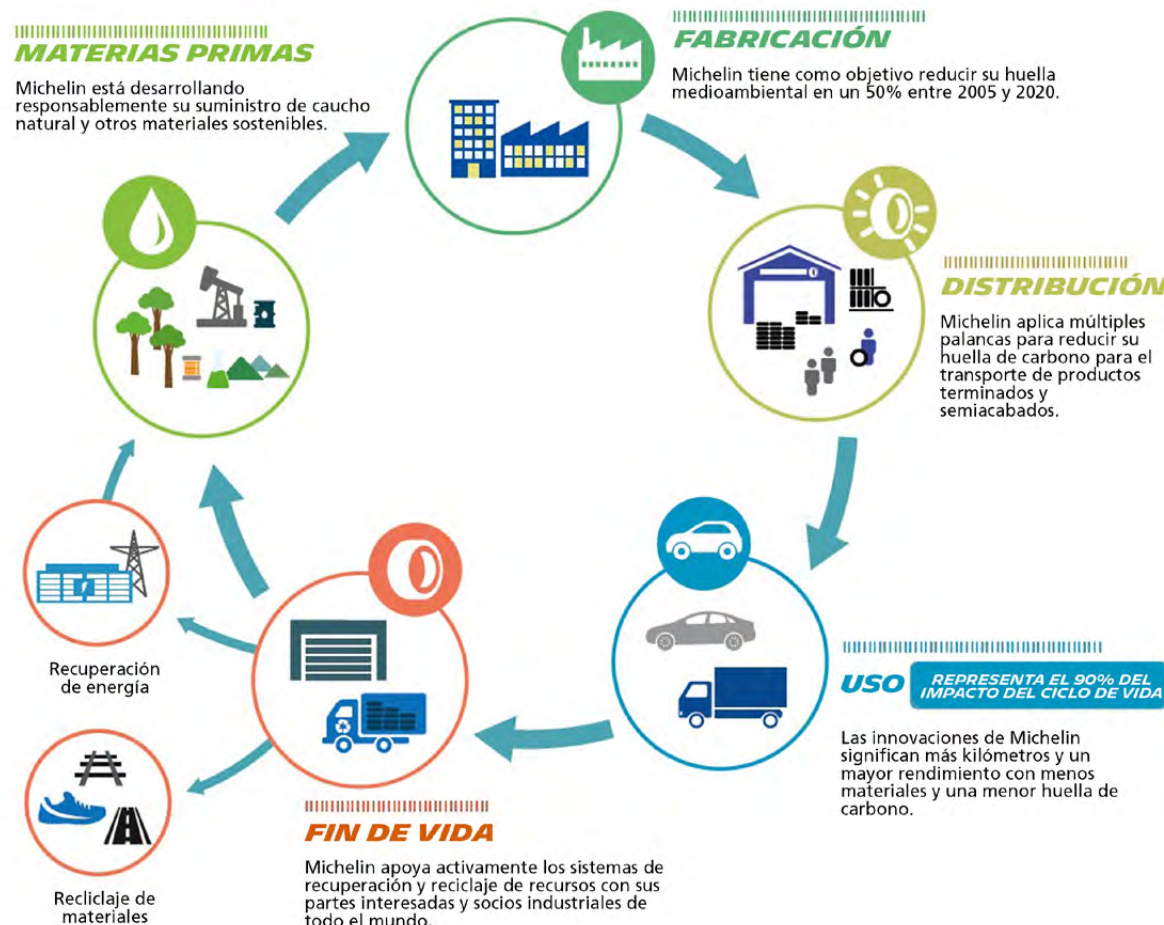 MATERIAS PRIMAS
Michelin está desarrollando
responsablemente su suministro de caucho
natural y otros materiales sostenibles.
FABRICACIÓN
Michelin tiene como objetivo reducir su huella
medioambiental en un 50% entre 2005 y 2020.
DISTRIBUCIÓN
Michelin aplica múltiples
palancas para reducir su
huella de carbono para el
transporte de productos
terminados y
semiacabados.
USO
REPRESENTA EL 90% DEL
IMPACTO DEL CICLO DE VIDA
Las innovaciones de Michelin
significan más kilómetros y un
mayor rendimiento con menos
materiales y una menor huella de
carbono.
FIN DE VIDA
Michelin apoya activamente los sistemas de
recuperación y reciclaje de recursos con sus
partes interesadas y socios industriales de
todo el mundo.
Recuperación
de energía
Recliclaje de
materiales